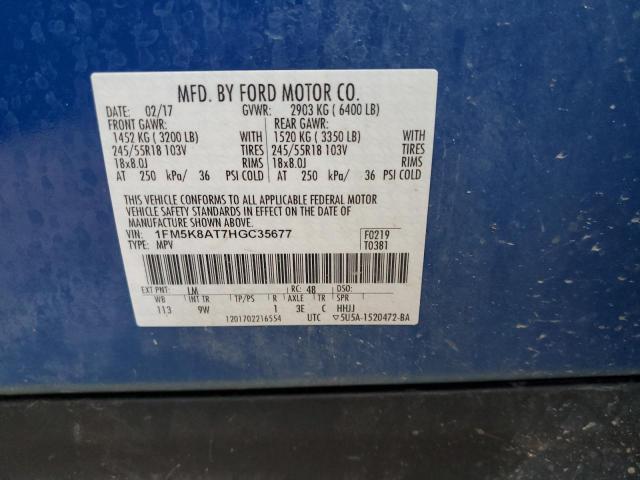 MFD. BY FORD MOTOR CO.
DATE: 02/17 GVWR: 2903 KG ( 6400 LB)
FRONT GAWR: REAR GAWR:
1452 KG ( 3200 LB) WITH 1520 KG ( 3350 LB) WITH
245/55R18 103V TIRES 245/55R18 103V TIRES
18x8.0J RIMS 18x8.0J RIMS
AT 250 kPa/ 36 PSI COLD AT 250 kPa/ 36 PSI COLD
THIS VEHICLE CONFORMS TO ALL APPLICABLE FEDERAL MOTOR
VEHICLE SAFETY STANDARDS IN EFFECT ON THE DATE OF
MANUFACTURE SHOWN ABOVE.
VIN: 1FM5K8AT7HGC35677 F0219
TYPE: MPV T0381
EXT PNT: LM RC: 48 DSO:
WB INT TR TP/PS R AXLE TR SPR
113 9W 1 3E C HHJJ
1201702216554 UTC ▽5U5A-1520472-BA